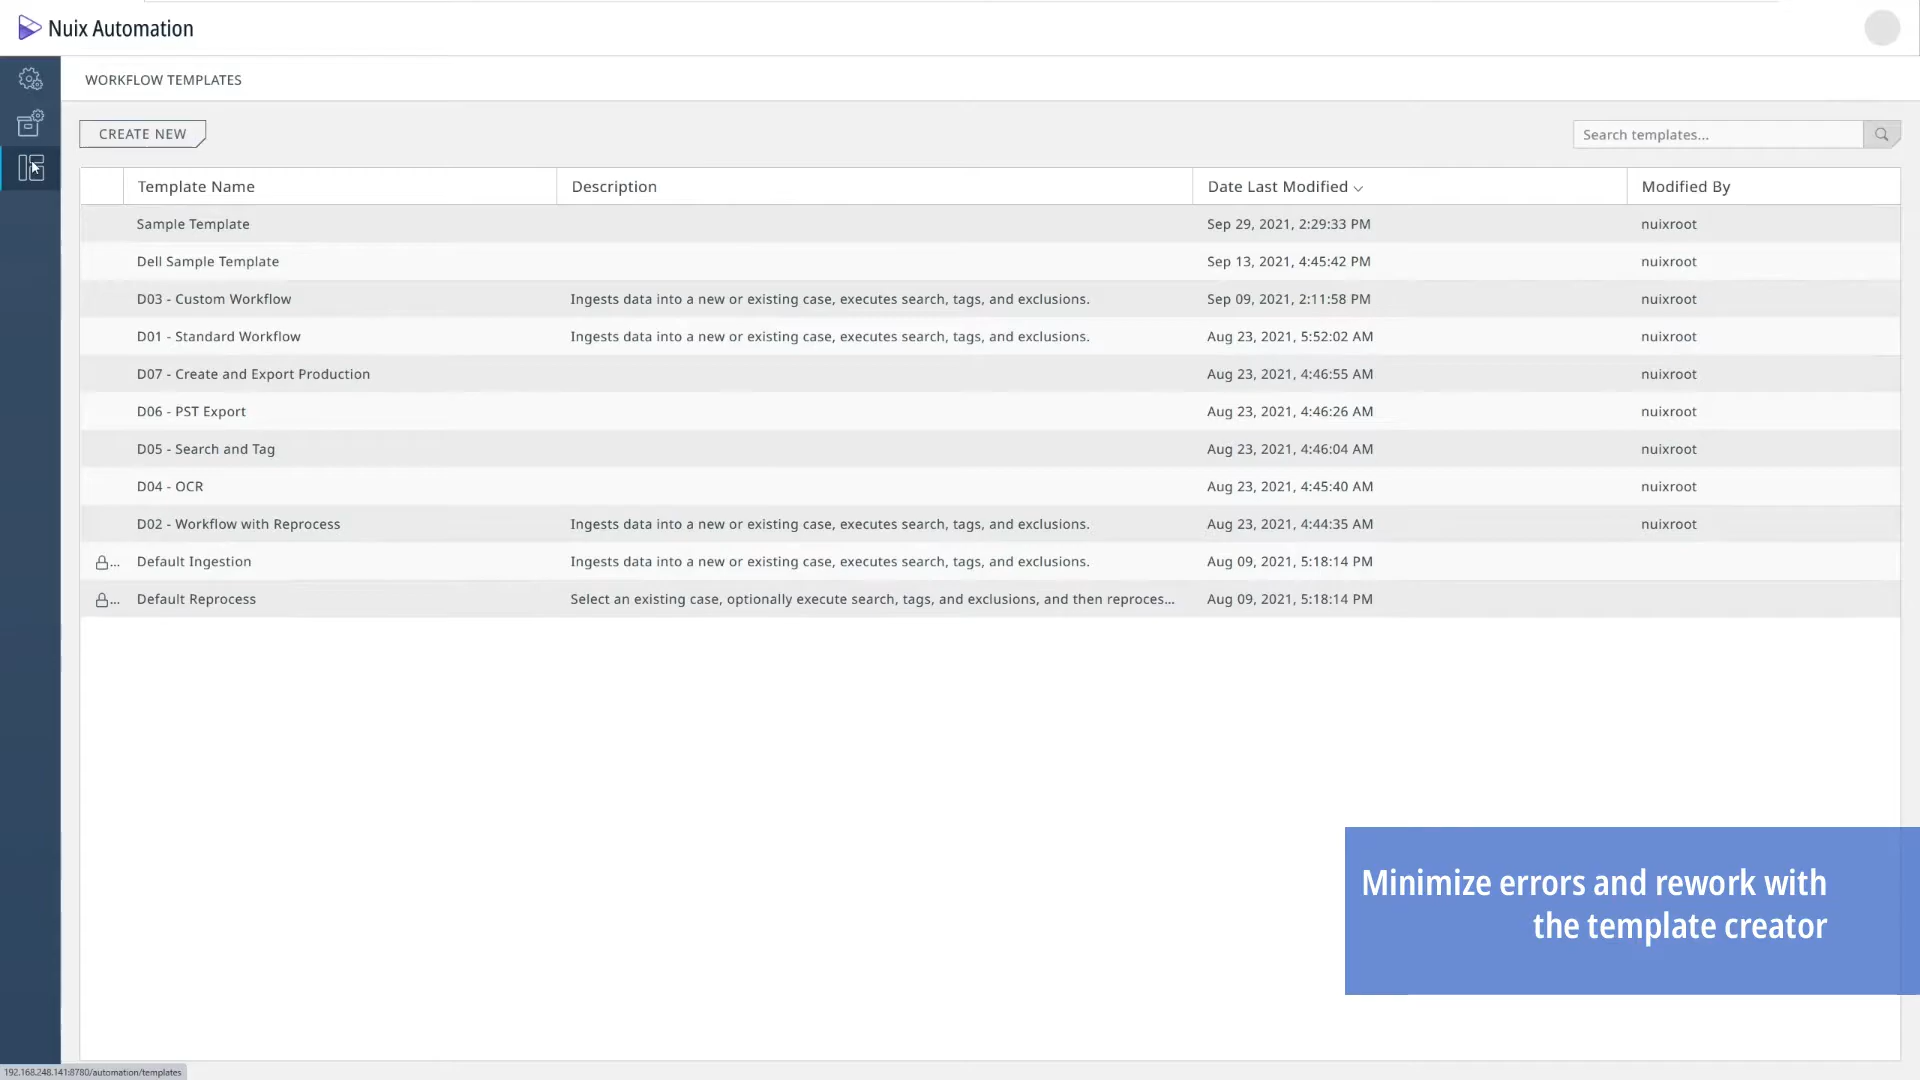 Nuix Automation
WORKFLOW TEMPLATES
CREATE NEW
Search templates...
Template Name Description Date Last Modified Modified By
Sample Template Sep 29, 2021, 2:29:33 PM nuixroot
Dell Sample Template Sep 13, 2021, 4:45:42 PM nuixroot
D03 - Custom Workflow Ingests data into a new or existing case, executes search, tags, and exclusions. Sep 09, 2021, 2:11:58 PM nuixroot
D01 - Standard Workflow Ingests data into a new or existing case, executes search, tags, and exclusions. Aug 23, 2021, 5:52:02 AM nuixroot
D07 - Create and Export Production Aug 23, 2021, 4:46:55 AM nuixroot
D06 - PST Export Aug 23, 2021, 4:46:26 AM nuixroot
D05 - Search and Tag Aug 23, 2021, 4:46:04 AM nuixroot
D04 - OCR Aug 23, 2021, 4:45:40 AM nuixroot
D02 - Workflow with Reprocess Ingests data into a new or existing case, executes search, tags, and exclusions. Aug 23, 2021, 4:44:35 AM nuixroot
... Default Ingestion Ingests data into a new or existing case, executes search, tags, and exclusions. Aug 09, 2021, 5:18:14 PM
... Default Reprocess Select an existing case, optionally execute search, tags, and exclusions, and then reproces... Aug 09, 2021, 5:18:14 PM
Minimize errors and rework with
the template creator
192.168.248.141:8780/automation/templates